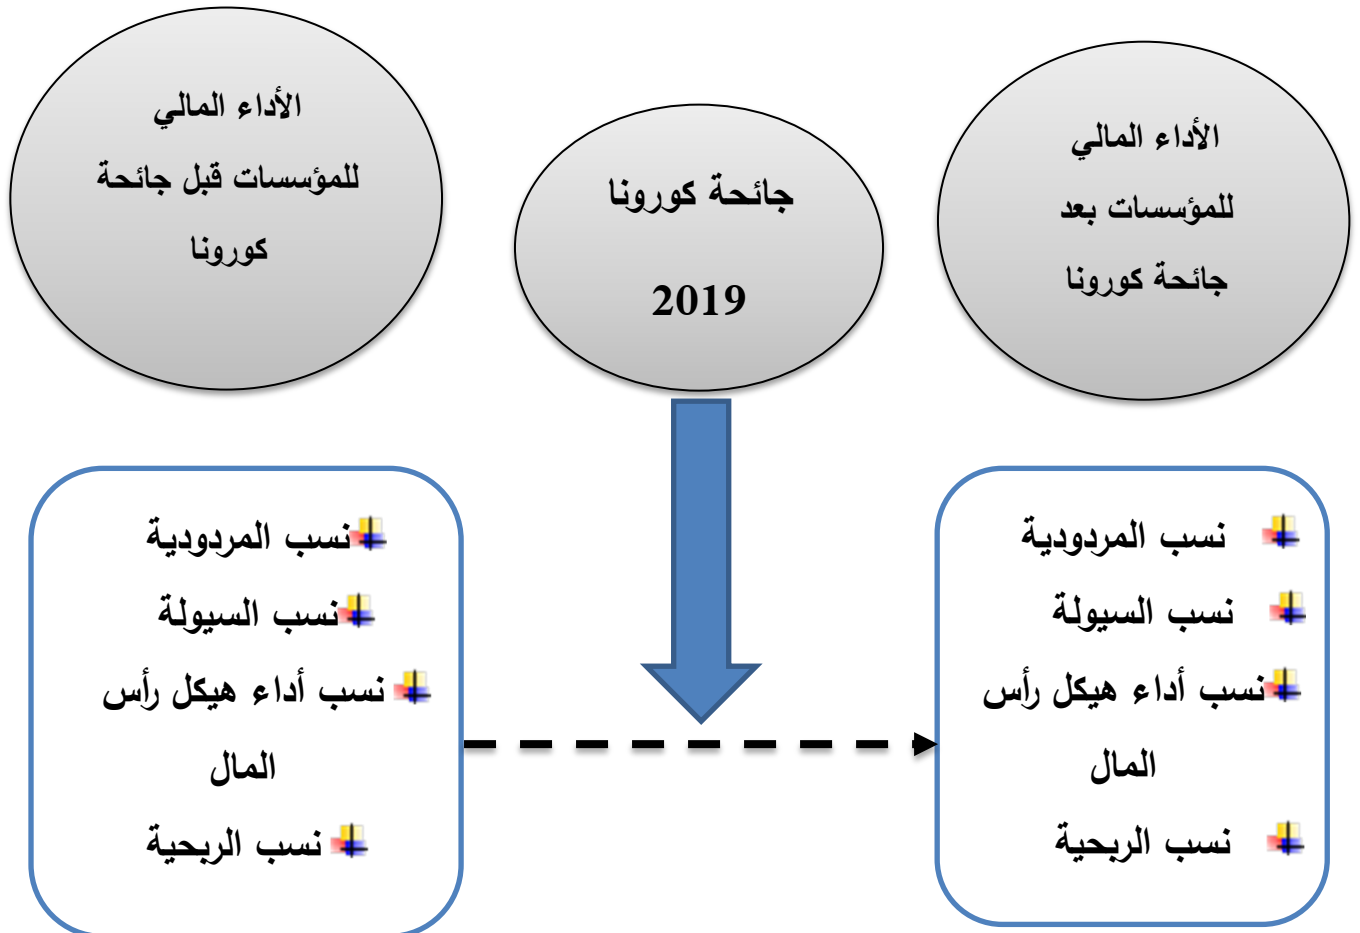 الأداء المالي
للمؤسسات بعد
جائحة كورونا
جائحة كورونا
2019
الأداء المالي
للمؤسسات قبل جائحة
كورونا
نسب المردودية
نسب السيولة
نسب أداء هيكل رأس
المال
نسب الربحية
نسب المردودية
نسب السيولة
نسب أداء هيكل رأس
المال
نسب الربحية